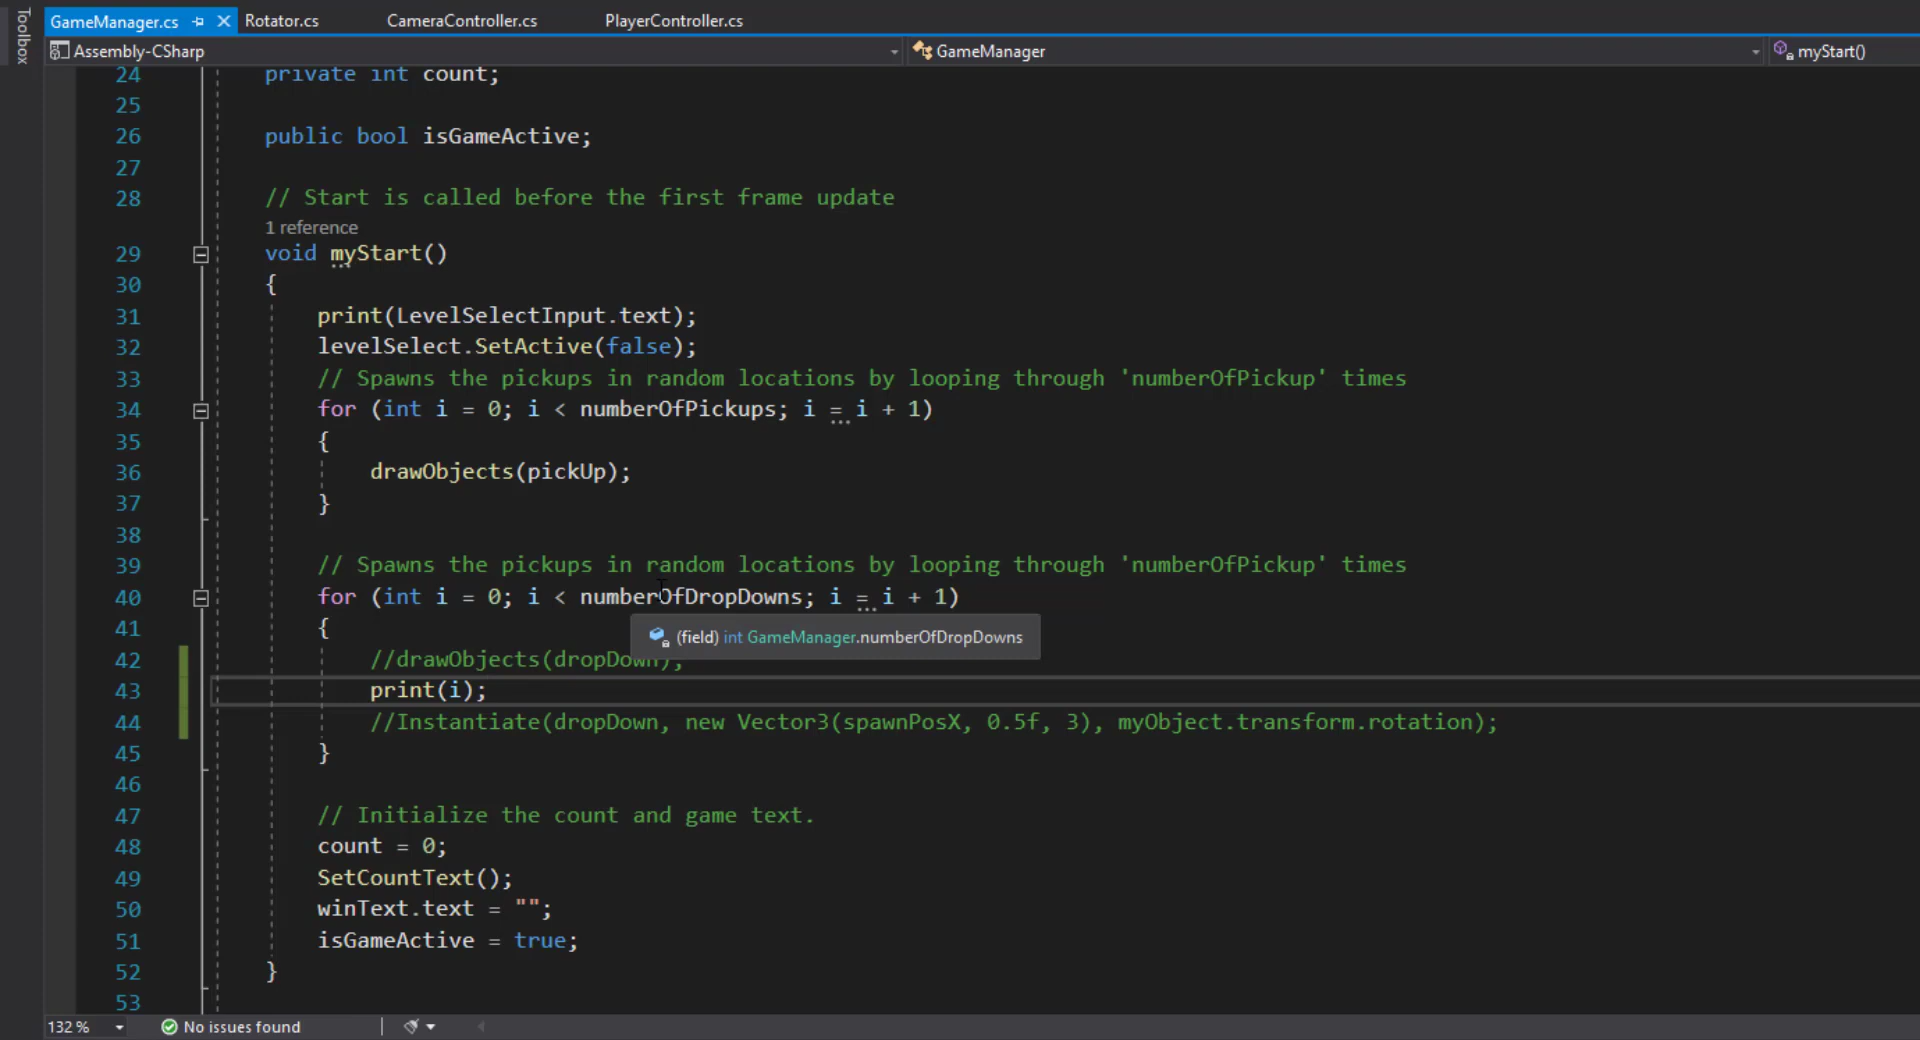 Toolbox
GameManager.cs Rotator.cs CameraController.cs PlayerController.cs
Assembly-CSharp GameManager myStart()
24 private int count;
25
26 public bool isGameActive;
27
28 // Start is called before the first frame update
1 reference
29 void myStart()
30 {
31 print(LevelSelectInput.text);
32 levelSelect.SetActive(false);
33 // Spawns the pickups in random locations by looping through 'numberOfPickup' times
34 for (int i = 0; i < numberOfPickups; i = i + 1)
35 {
36 drawObjects(pickUp);
37 }
38
39 // Spawns the pickups in random locations by looping through 'numberOfPickup' times
40 for (int i = 0; i < numberOfDropDowns; i = i + 1)
41 {
(field) int GameManager.numberOfDropDowns
42 //drawObjects(dropDown);
43 print(i);
44 //Instantiate(dropDown, new Vector3(spawnPosX, 0.5f, 3), myObject.transform.rotation);
45 }
46
47 // Initialize the count and game text.
48 count = 0;
49 SetCountText();
50 winText.text = "";
51 isGameActive = true;
52 }
53
132 % No issues found